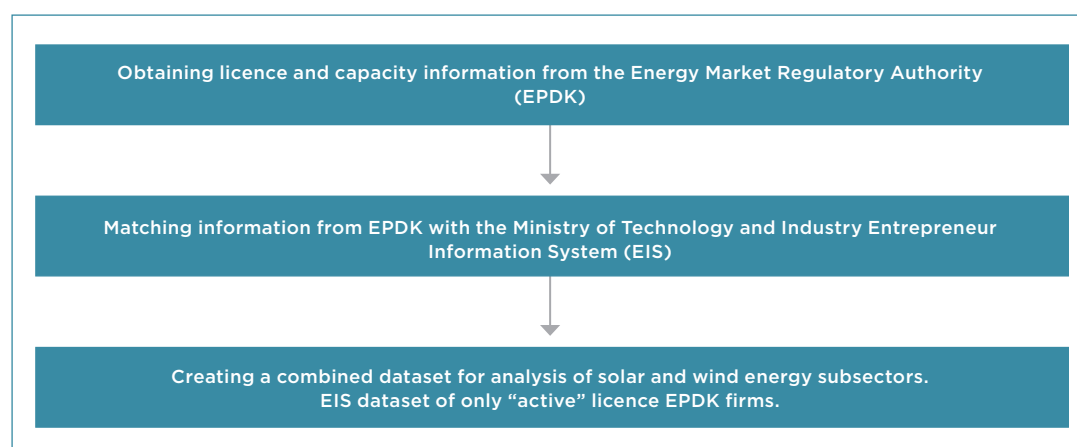 Obtaining licence and capacity information from the Energy Market Regulatory Authority
(EPDK)
Matching information from EPDK with the Ministry of Technology and Industry Entrepreneur
Information System (EIS)
Creating a combined dataset for analysis of solar and wind energy subsectors.
EIS dataset of only “active” licence EPDK firms.